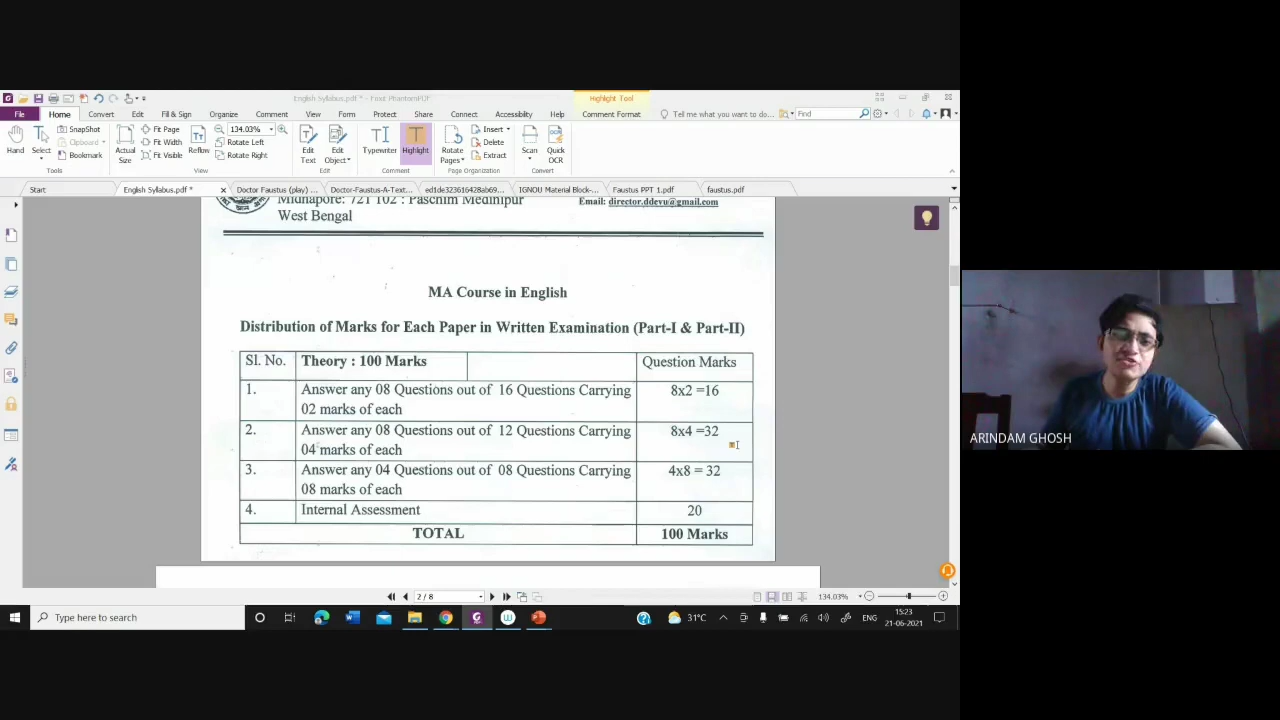 English Syllabus.pdf * - Foxit PhantomPDF
Highlight Tool
File Home Convert Edit Fill & Sign Organize Comment View Form Protect Share Connect Accessibility Help Comment Format Tell me what you want to do... Find
Hand
Select
SnapShot
Clipboard
Bookmark
Tools
Actual Size
Fit Page
Fit Width
Fit Visible
Reflow
134.03%
Rotate Left
Rotate Right
View
Edit Text
Edit Object
Edit
Typewriter
Highlight
Comment
Rotate Pages
Insert
Delete
Extract
Page Organization
Scan
Quick OCR
Convert
Start English Syllabus.pdf * Doctor Faustus (play) ... Doctor-Faustus-A-Text... ed1de323616428ab69... IGNOU Material Block-... Faustus PPT 1.pdf faustus.pdf
Midnapore: 721 102 : Paschim Medinipur
West Bengal
Email: director.ddevu@gmail.com
MA Course in English
Distribution of Marks for Each Paper in Written Examination (Part-I & Part-II)
Sl. No. Theory : 100 Marks Question Marks
1. Answer any 08 Questions out of 16 Questions Carrying 8x2 =16
02 marks of each
2. Answer any 08 Questions out of 12 Questions Carrying 8x4 =32
04 marks of each
3. Answer any 04 Questions out of 08 Questions Carrying 4x8 = 32
08 marks of each
4. Internal Assessment 20
TOTAL 100 Marks
ARINDAM GHOSH
2 / 8
134.03%
Type here to search
31°C
ENG
15:23
21-06-2021